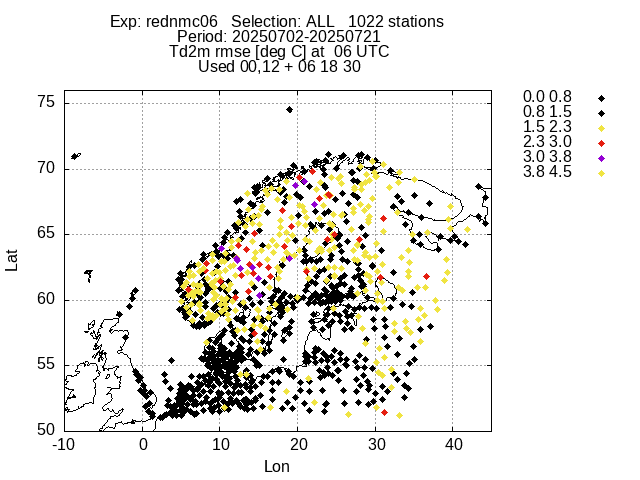 Exp: rednmc06 Selection: ALL 1022 stations
Period: 20250702-20250721
Td2m rmse [deg C] at 06 UTC
Used 00,12 + 06 18 30
0.0 0.8
0.8 1.5
1.5 2.3
2.3 3.0
3.0 3.8
3.8 4.5
75
70
65
60
55
50
Lat
-10 0 10 20 30 40
Lon